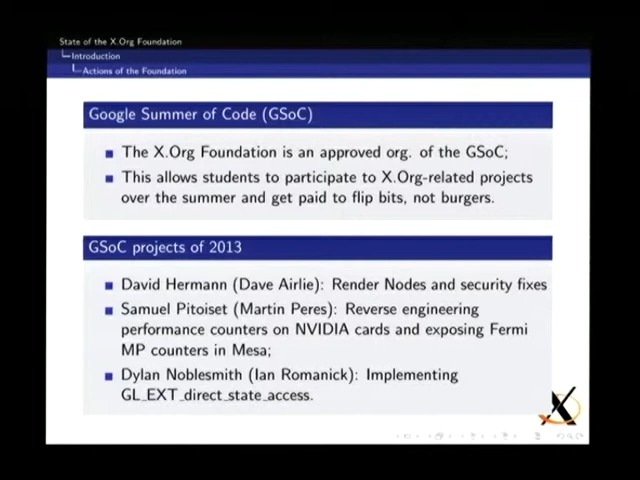 State of the X.Org Foundation
Introduction
Actions of the Foundation
Google Summer of Code (GSoC)
The X.Org Foundation is an approved org. of the GSoC;
This allows students to participate to X.Org-related projects
over the summer and get paid to flip bits, not burgers.
GSoC projects of 2013
David Hermann (Dave Airlie): Render Nodes and security fixes
Samuel Pitoiset (Martin Peres): Reverse engineering
performance counters on NVIDIA cards and exposing Fermi
MP counters in Mesa;
Dylan Noblesmith (Ian Romanick): Implementing
GL_EXT_direct_state_access.